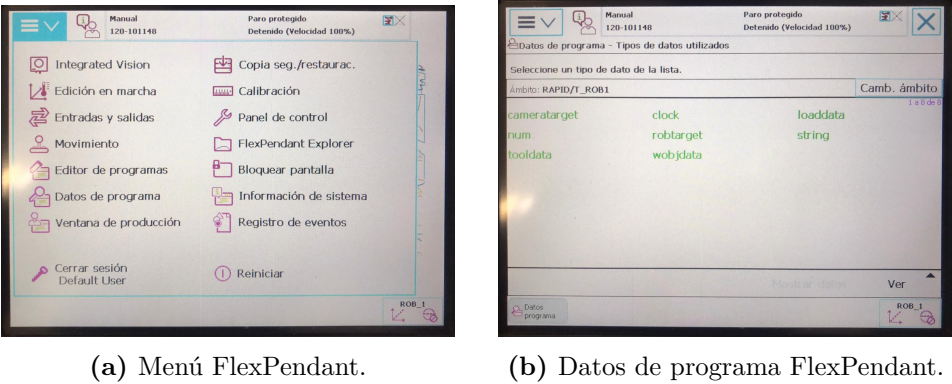 Manual
120-101148
Paro protegido
Detenido (Velocidad 100%)
Integrated Vision
Copia seg./restaurac.
Edición en marcha
Calibración
Entradas y salidas
Panel de control
Movimiento
FlexPendant Explorer
Editor de programas
Bloquear pantalla
Datos de programa
Información de sistema
Ventana de producción
Registro de eventos
Cerrar sesión
Default User
Reiniciar
ROB_1
(a) Menú FlexPendant.
Manual
120-101148
Paro protegido
Detenido (Velocidad 100%)
Datos de programa - Tipos de datos utilizados
Seleccione un tipo de dato de la lista.
Ámbito: RAPID/T_ROB1
Camb. ámbito
cameratarget clock loaddata
num robtarget string
tooldata wobjdata
Mostrar datos
Ver
Datos
programa
ROB_1
(b) Datos de programa FlexPendant.